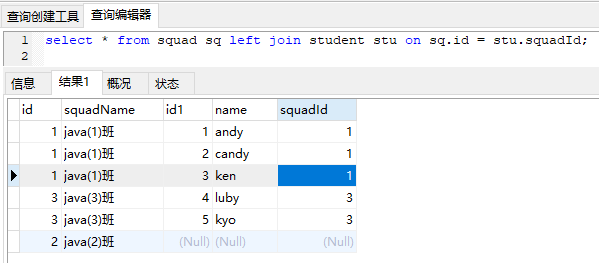 查询创建工具 查询编辑器
1 select * from squad sq left join student stu on sq.id = stu.squadId;
2
信息 结果1 概况 状态
id squadName id1 name squadId
1 java(1)班 1 andy 1
1 java(1)班 2 candy 1
1 java(1)班 3 ken 1
3 java(3)班 4 luby 3
3 java(3)班 5 kyo 3
2 java(2)班 (Null) (Null) (Null)